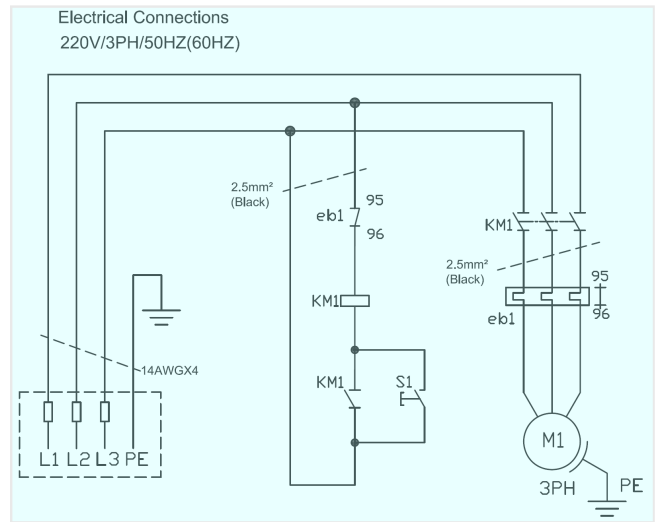 Electrical Connections
220V/3PH/50HZ(60HZ)
2.5mm²
(Black)
95
eb1
96
KM1
2.5mm²
(Black)
95
KM1
96
eb1
14AWGX4
KM1
S1
L1 L2 L3 PE
M1
3PH
PE